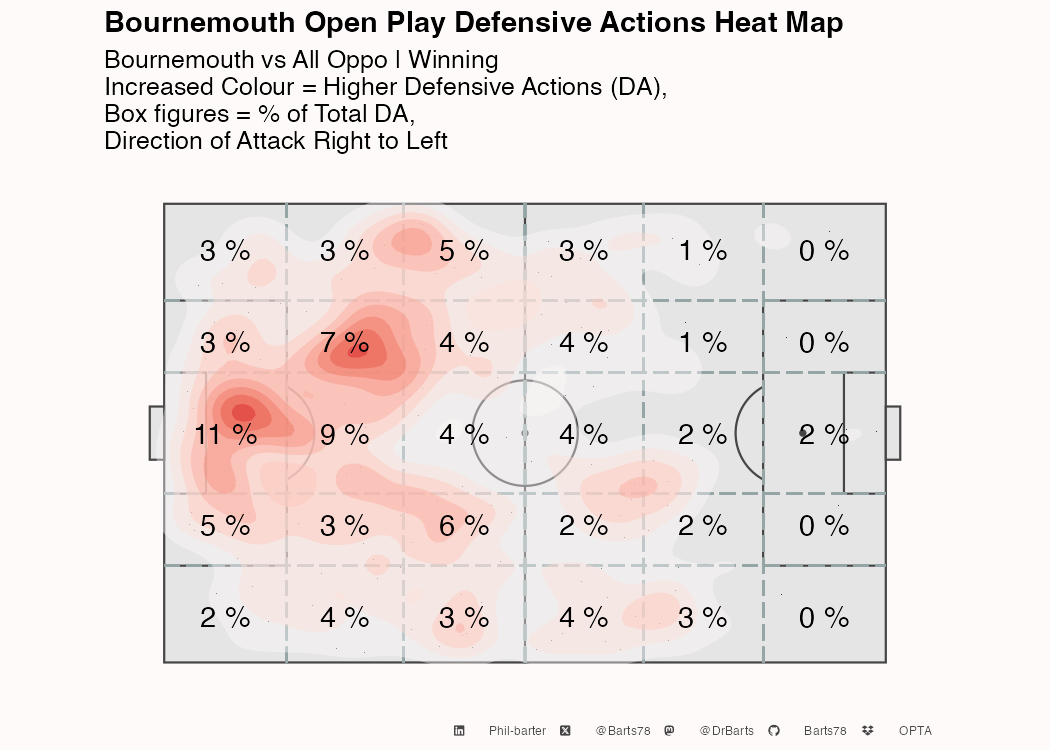 Bournemouth Open Play Defensive Actions Heat Map
Bournemouth vs All Oppo | Winning
Increased Colour = Higher Defensive Actions (DA),
Box figures = % of Total DA,
Direction of Attack Right to Left
3 % 3 % 5 % 3 % 1 % 0 %
3 % 7 % 4 % 4 % 1 % 0 %
11 % 9 % 4 % 4 % 2 % 2 %
5 % 3 % 6 % 2 % 2 % 0 %
2 % 4 % 3 % 4 % 3 % 0 %
Phil-barter @Barts78 @DrBarts Barts78 OPTA